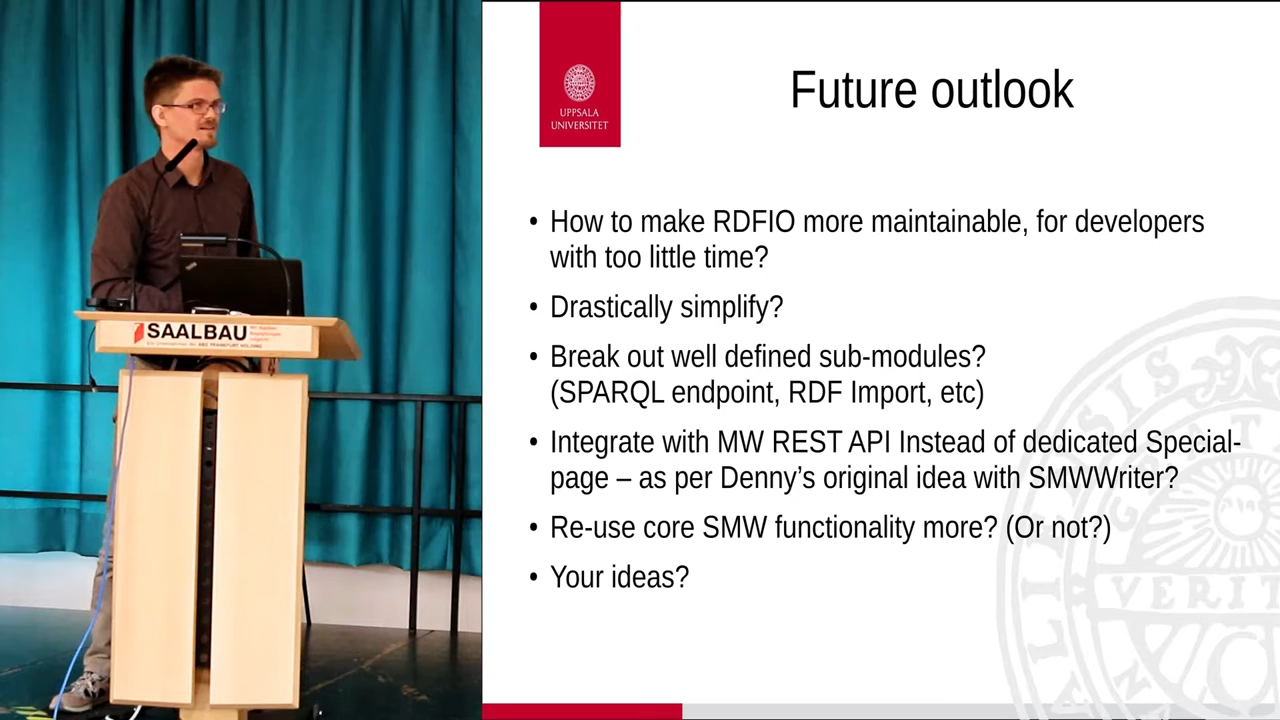 UPPSALA
UNIVERSITET
Future outlook
• How to make RDFIO more maintainable, for developers
with too little time?
• Drastically simplify?
• Break out well defined sub-modules?
(SPARQL endpoint, RDF Import, etc)
• Integrate with MW REST API Instead of dedicated Special-
page – as per Denny’s original idea with SMWWriter?
• Re-use core SMW functionality more? (Or not?)
• Your ideas?
SAALBAU
VERIT